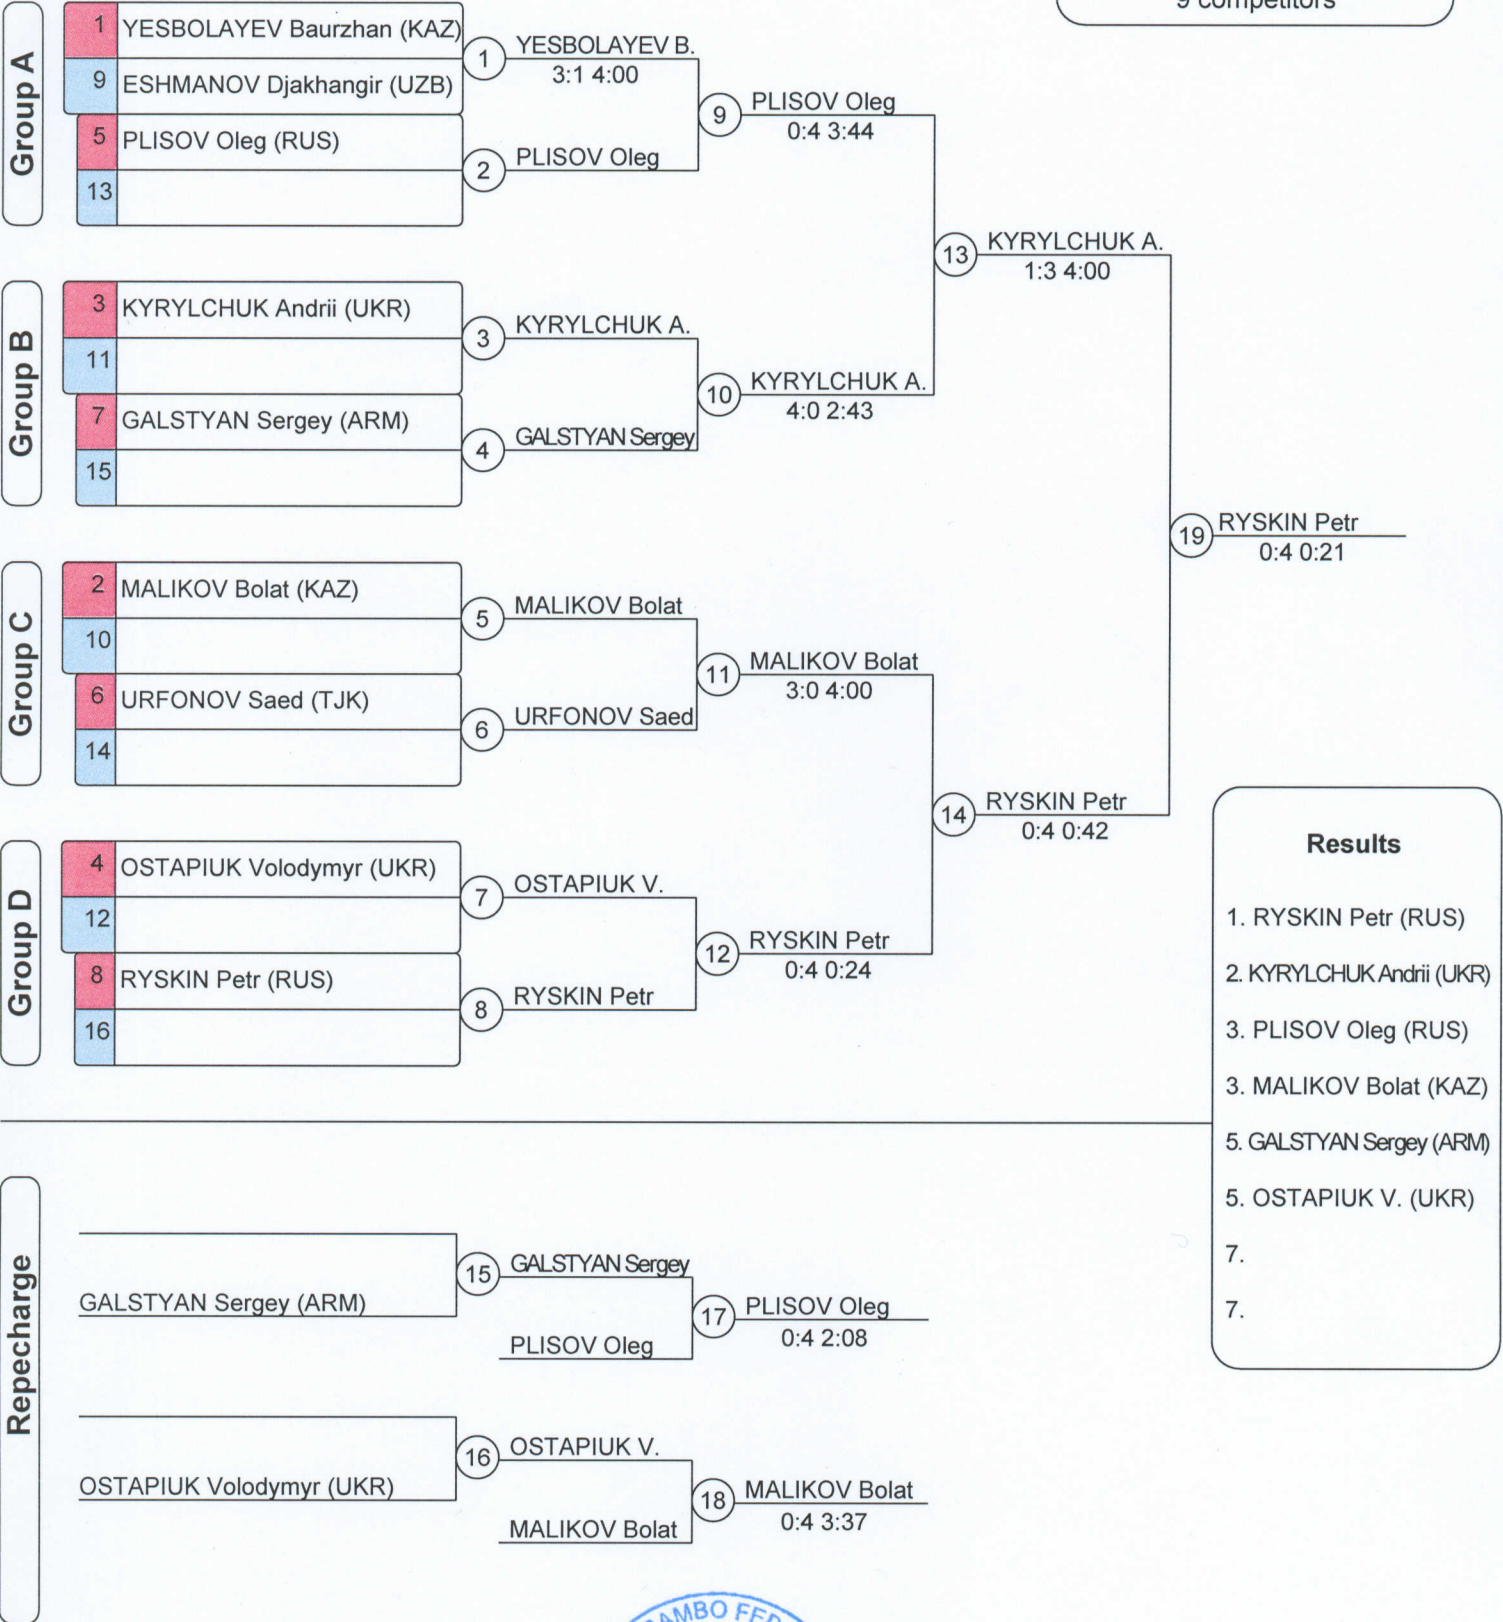 9 competitors
Group A
1 YESBOLAYEV Baurzhan (KAZ)
9 ESHMANOV Djakhangir (UZB)
5 PLISOV Oleg (RUS)
13
1 YESBOLAYEV B.
3:1 4:00
2 PLISOV Oleg
9 PLISOV Oleg
0:4 3:44
Group B
3 KYRYLCHUK Andrii (UKR)
11
7 GALSTYAN Sergey (ARM)
15
3 KYRYLCHUK A.
4 GALSTYAN Sergey
10 KYRYLCHUK A.
4:0 2:43
13 KYRYLCHUK A.
1:3 4:00
Group C
2 MALIKOV Bolat (KAZ)
10
6 URFONOV Saed (TJK)
14
5 MALIKOV Bolat
6 URFONOV Saed
11 MALIKOV Bolat
3:0 4:00
Group D
4 OSTAPIUK Volodymyr (UKR)
12
8 RYSKIN Petr (RUS)
16
7 OSTAPIUK V.
8 RYSKIN Petr
12 RYSKIN Petr
0:4 0:24
14 RYSKIN Petr
0:4 0:42
19 RYSKIN Petr
0:4 0:21
Results
1. RYSKIN Petr (RUS)
2. KYRYLCHUK Andrii (UKR)
3. PLISOV Oleg (RUS)
3. MALIKOV Bolat (KAZ)
5. GALSTYAN Sergey (ARM)
5. OSTAPIUK V. (UKR)
7.
7.
Repecharge
GALSTYAN Sergey (ARM)
15 GALSTYAN Sergey
PLISOV Oleg
17 PLISOV Oleg
0:4 2:08
OSTAPIUK Volodymyr (UKR)
16 OSTAPIUK V.
MALIKOV Bolat
18 MALIKOV Bolat
0:4 3:37